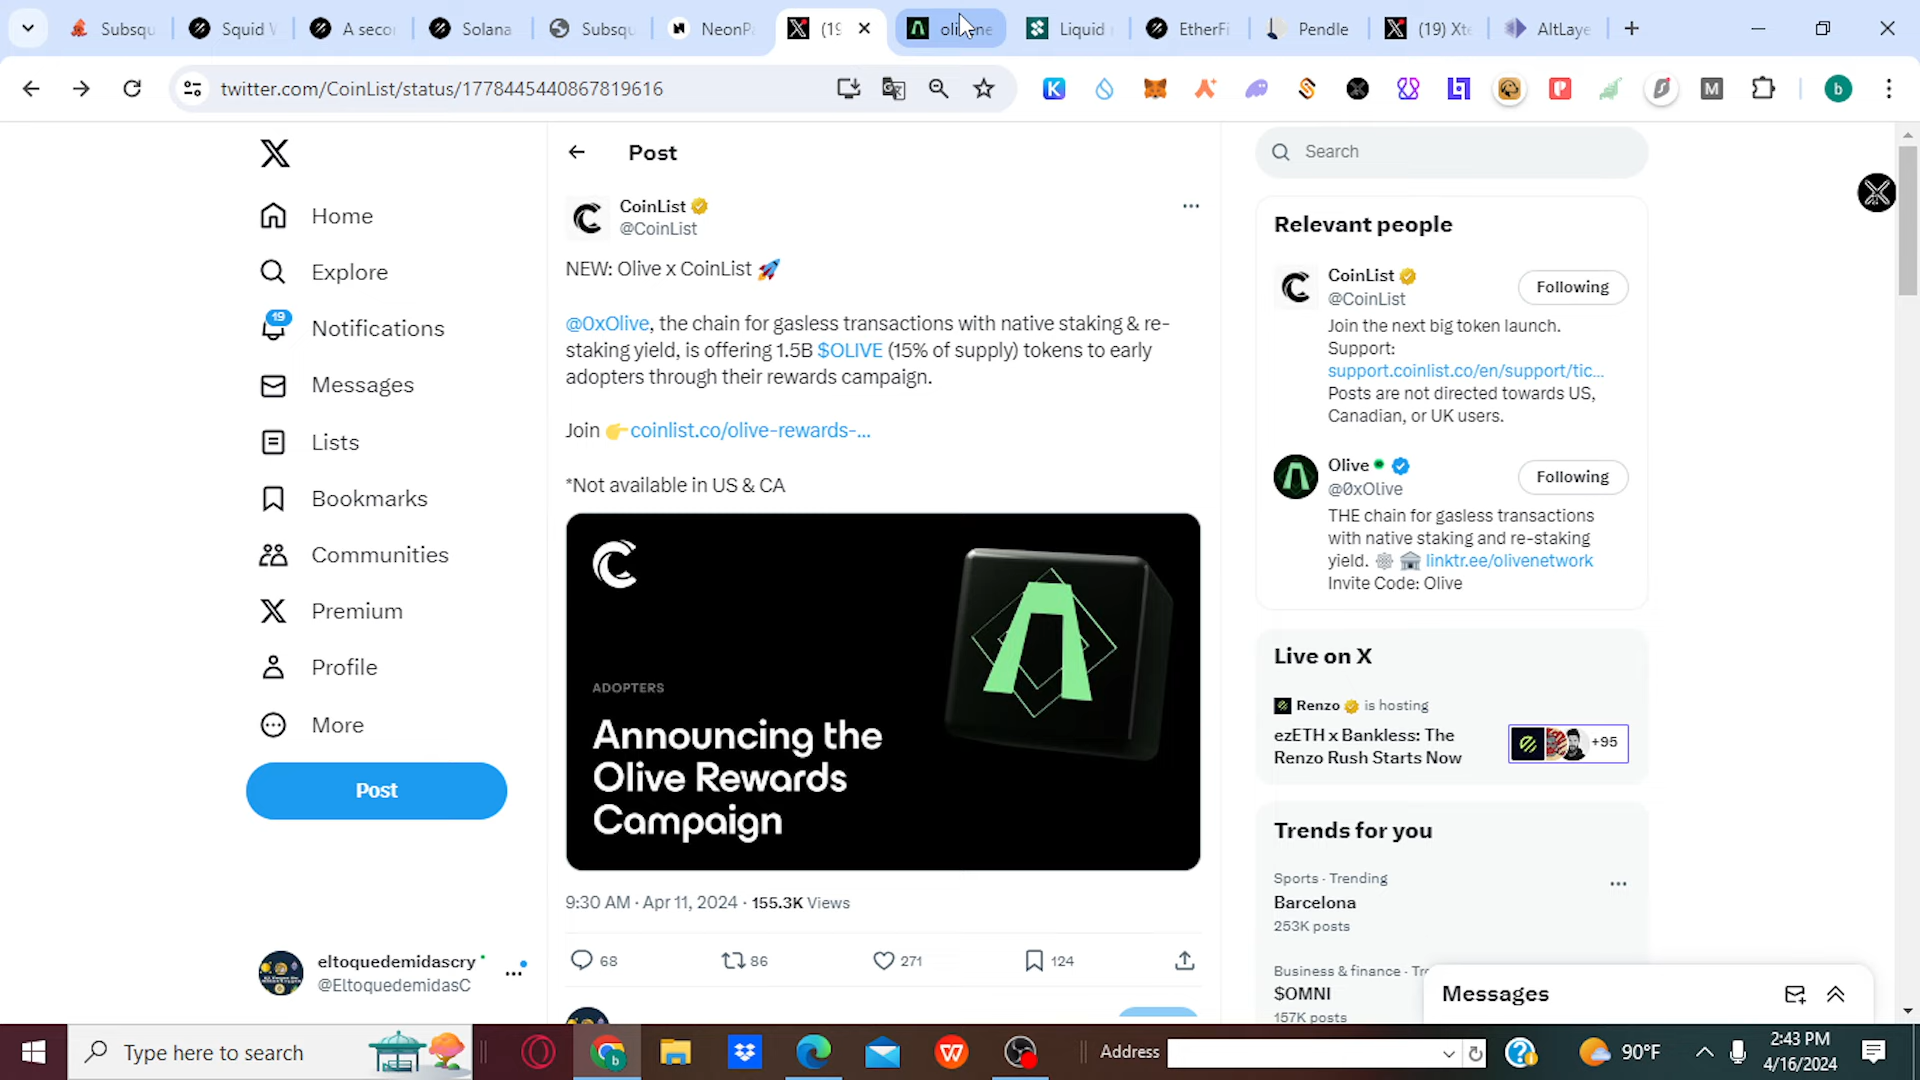 Subsqu
Squid V
A seco
Solana
Subsqu
NeonPa
(19
Liquid
EtherFi
Pendle
(19) Xte
AltLaye
twitter.com/CoinList/status/1778445440867819616
Home
Explore
19
Notifications
Messages
Lists
Bookmarks
Communities
Premium
Profile
More
Post
eltoquedemidascry
@EltoquedemidasC
Post
CoinList
@CoinList
NEW: Olive x CoinList 🚀
@0xOlive, the chain for gasless transactions with native staking & re-
staking yield, is offering 1.5B $OLIVE (15% of supply) tokens to early
adopters through their rewards campaign.
Join 👉coinlist.co/olive-rewards-...
*Not available in US & CA
ADOPTERS
Announcing the
Olive Rewards
Campaign
9:30 AM · Apr 11, 2024 · 155.3K Views
68
86
271
124
Search
Relevant people
CoinList
Following
@CoinList
Join the next big token launch.
Support:
support.coinlist.co/en/support/tic...
Posts are not directed towards US,
Canadian, or UK users.
Olive
Following
@0xOlive
THE chain for gasless transactions
with native staking and re-staking
yield. ⚛️ 🏛️ linktr.ee/olivenetwork
Invite Code: Olive
Live on X
Renzo is hosting
ezETH x Bankless: The
Renzo Rush Starts Now
+95
Trends for you
Sports · Trending
Barcelona
253K posts
Business & finance · Tre
$OMNI
157K posts
Messages
Type here to search
Address
90°F
2:43 PM
4/16/2024